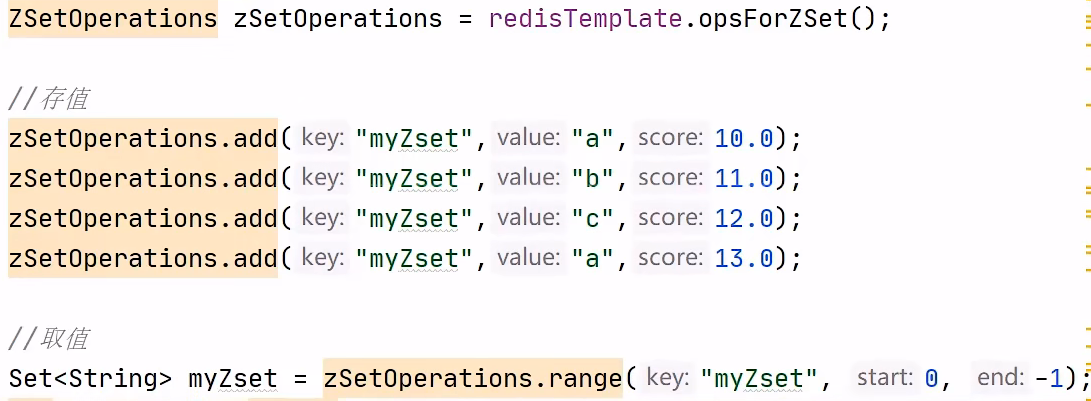 ZSetOperations zSetOperations = redisTemplate.opsForZSet();
//存值
zSetOperations.add( key: "myZset", value: "a", score: 10.0);
zSetOperations.add( key: "myZset", value: "b", score: 11.0);
zSetOperations.add( key: "myZset", value: "c", score: 12.0);
zSetOperations.add( key: "myZset", value: "a", score: 13.0);
//取值
Set<String> myZset = zSetOperations.range( key: "myZset", start: 0, end: -1);